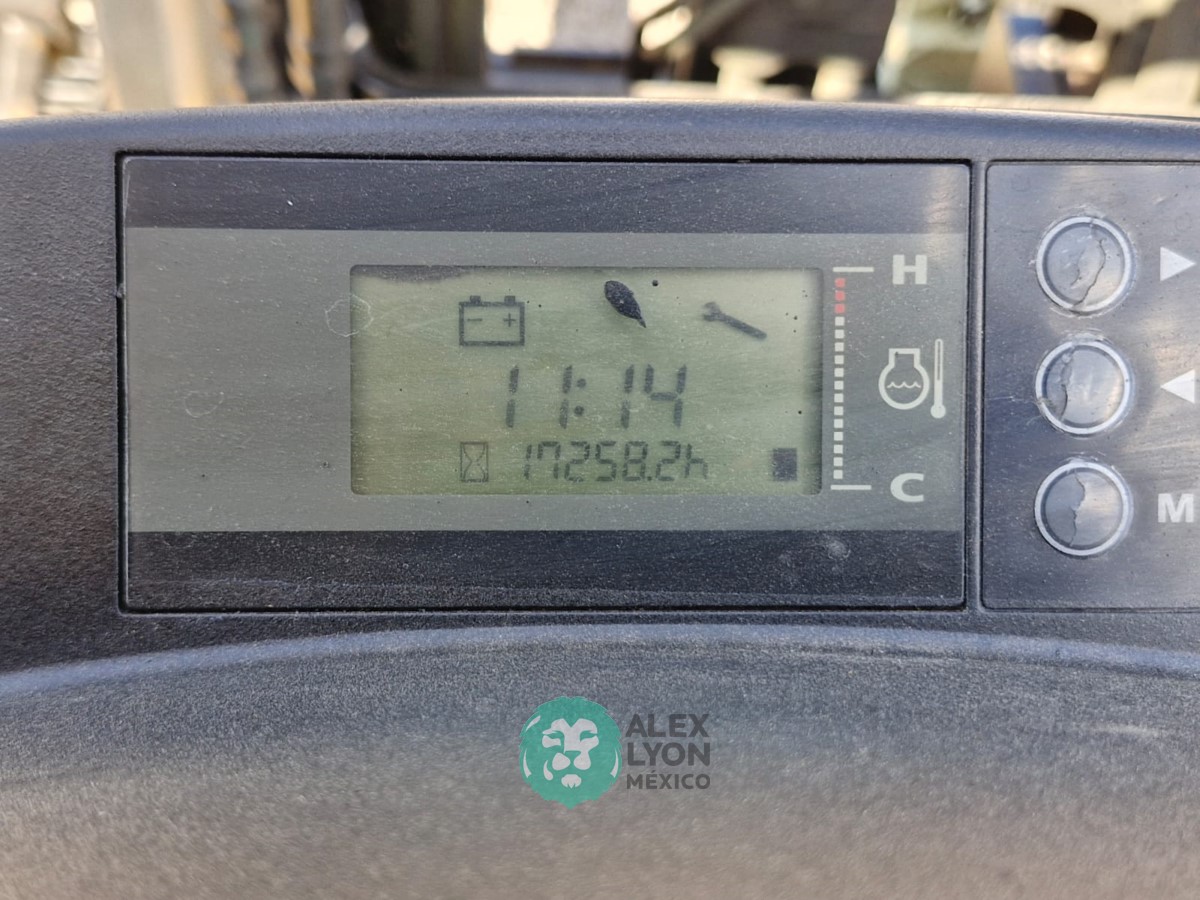 H
11:14
17258.2h
C
M
ALEX
LYON
MÉXICO